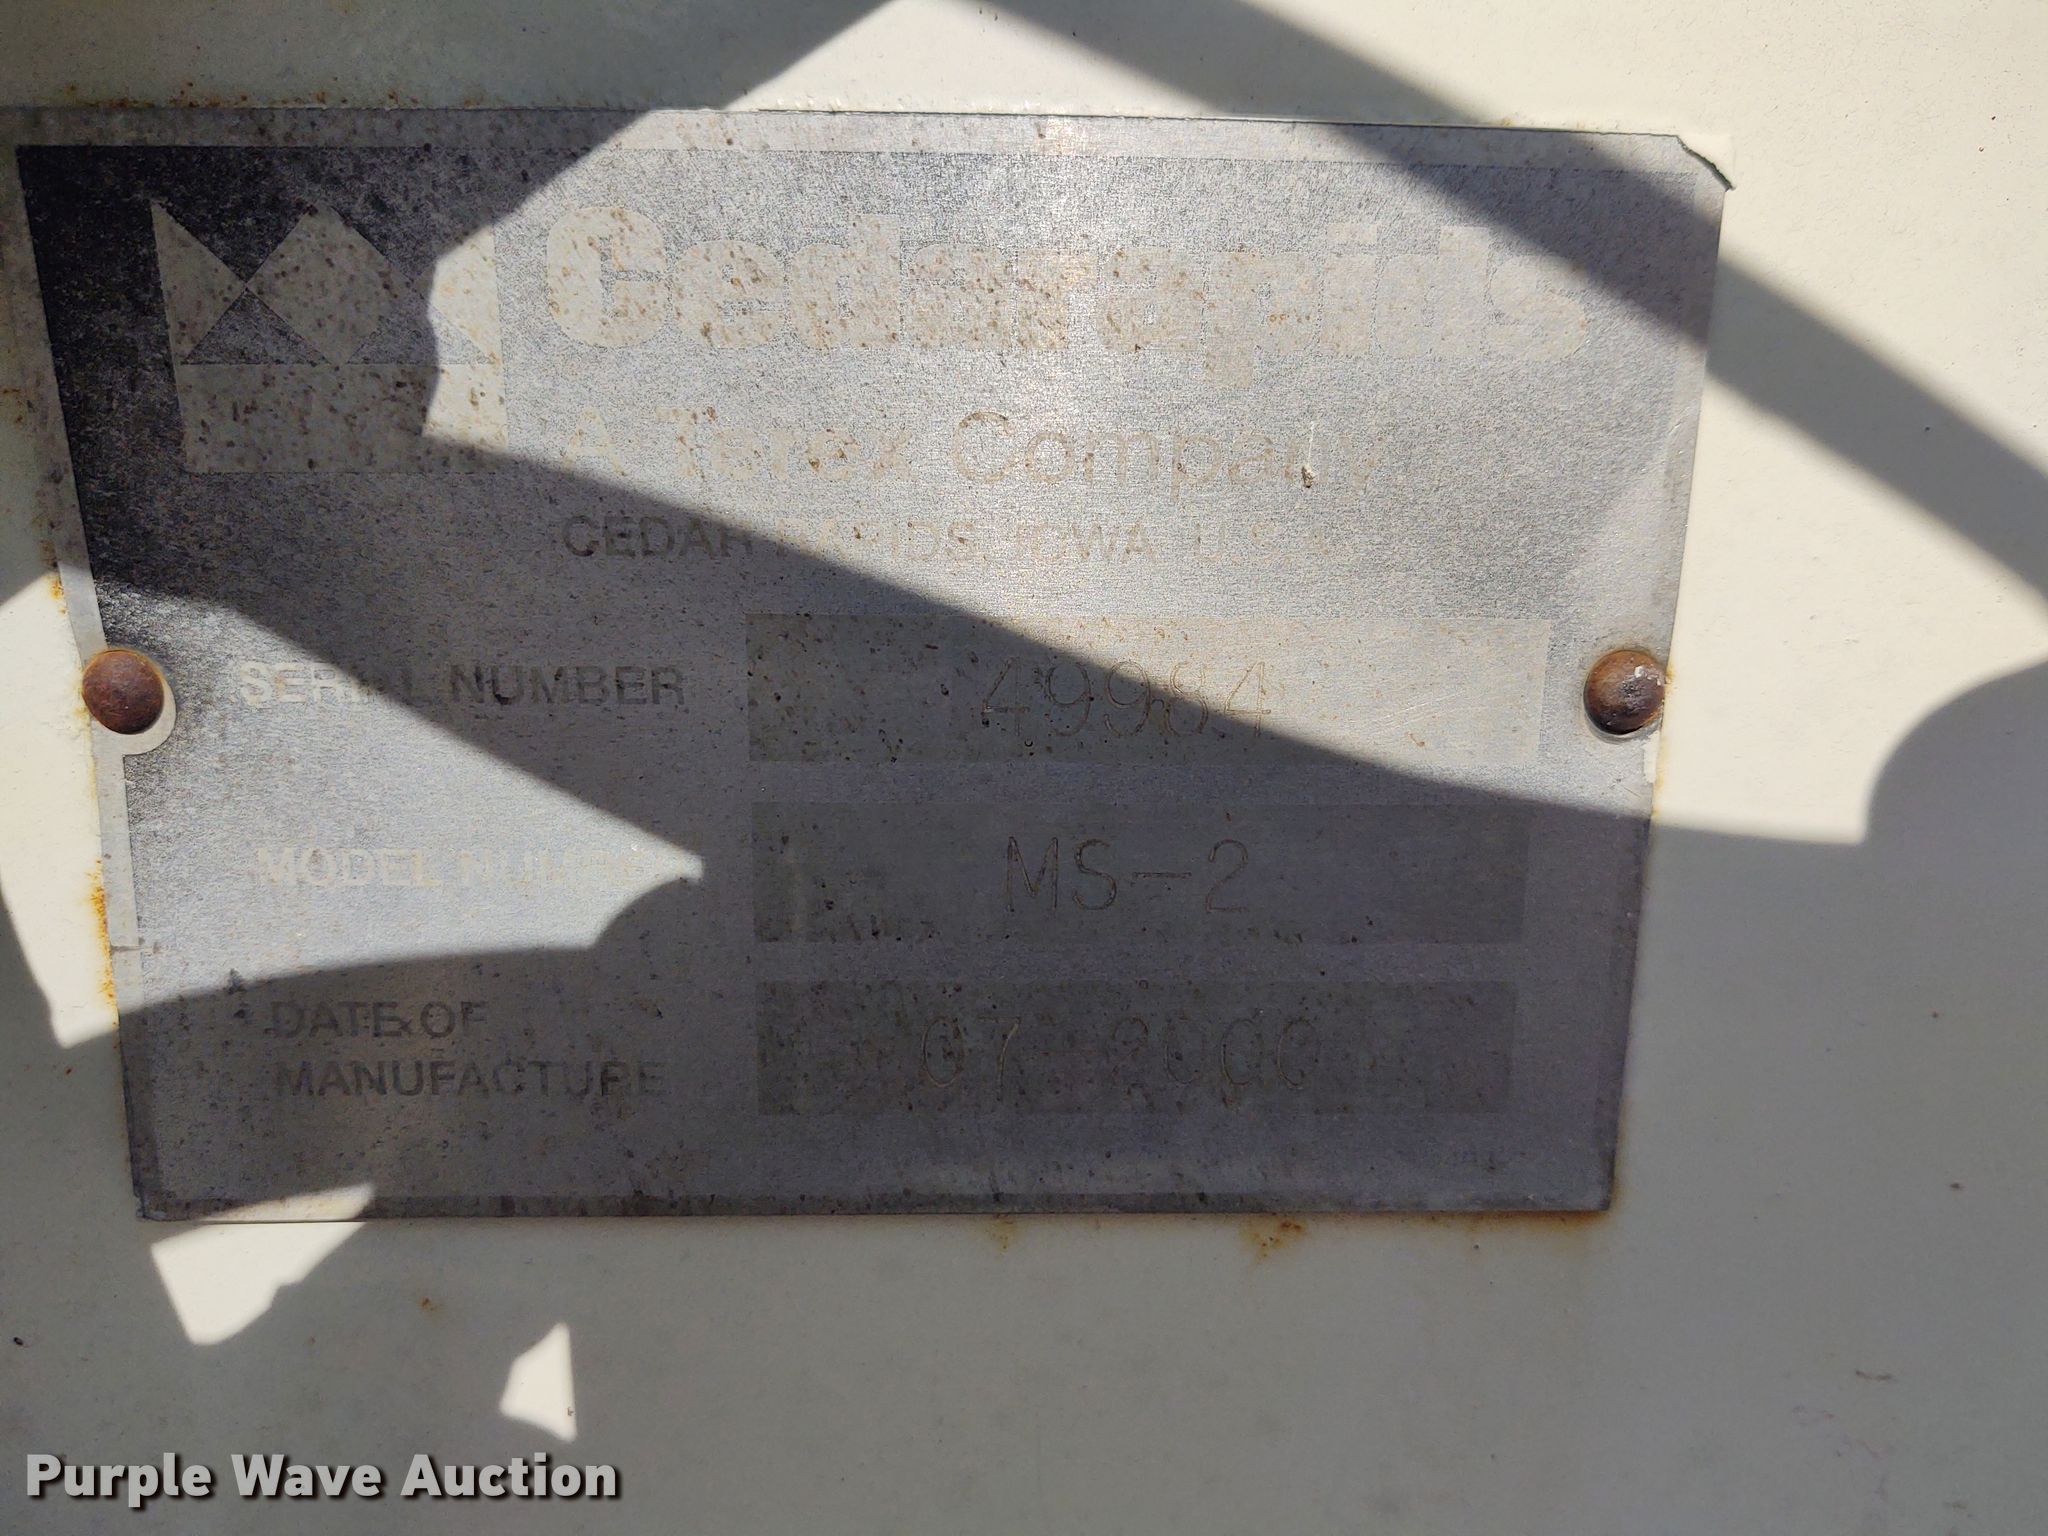 Cedarapids
A Terex Company
CEDAR RAPIDS, IOWA, U.S.A.
SERIAL NUMBER 49984
MODEL NUMBER MS-2
DATE OF
MANUFACTURE 07-2000
Purple Wave Auction